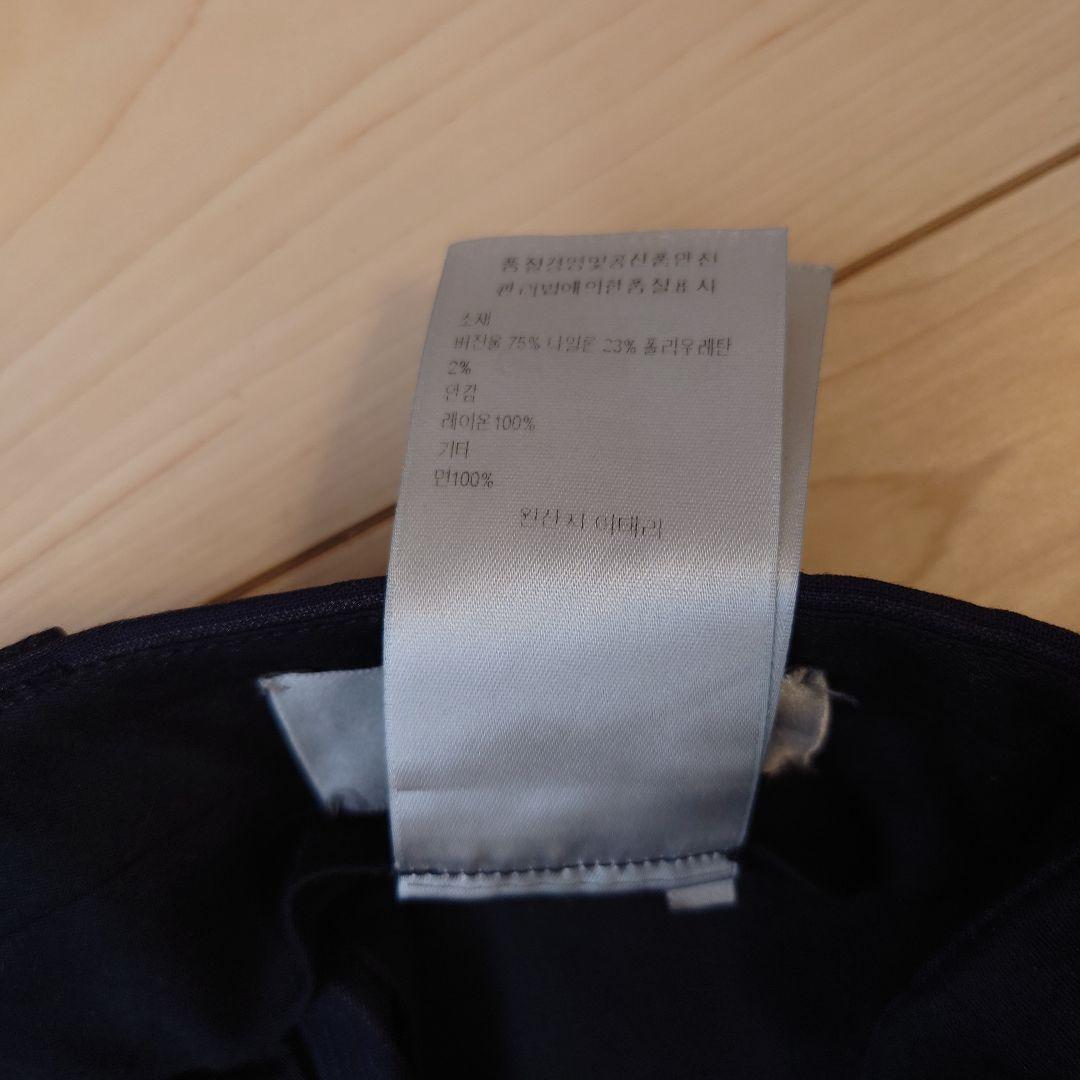 품질경영및공산품안전
관리법에의한품질표시
소재
버진울 75% 나일론 23% 폴리우레탄
2%
안감
레이온100%
기타
면100%
원산지 이태리